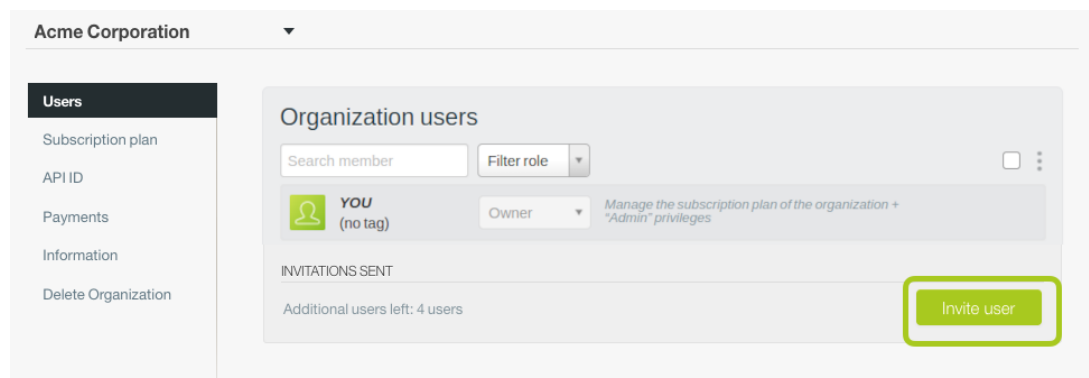 Acme Corporation
Users
Subscription plan
API ID
Payments
Information
Delete Organization
Organization users
Search member
Filter role
YOU
(no tag)
Owner
Manage the subscription plan of the organization +
“Admin” privileges
INVITATIONS SENT
Additional users left: 4 users
Invite user